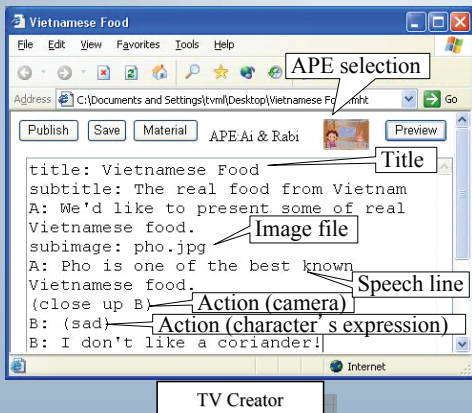 Vietnamese Food
File Edit View Favorites Tools Help
APE selection
Address C:\Documents and Settings\tvml\Desktop\Vietnamese Fo .mht Go
Publish Save Material APE:Ai & Rabi Preview
Title
title: Vietnamese Food
subtitle: The real food from Vietnam
A: We'd like to present some of real
Vietnamese food.
Image file
subimage: pho.jpg
A: Pho is one of the best known
Vietnamese food.
Speech line
(close up B)
Action (camera)
B: (sad)
Action (character's expression)
B: I don't like a coriander!
Internet
TV Creator